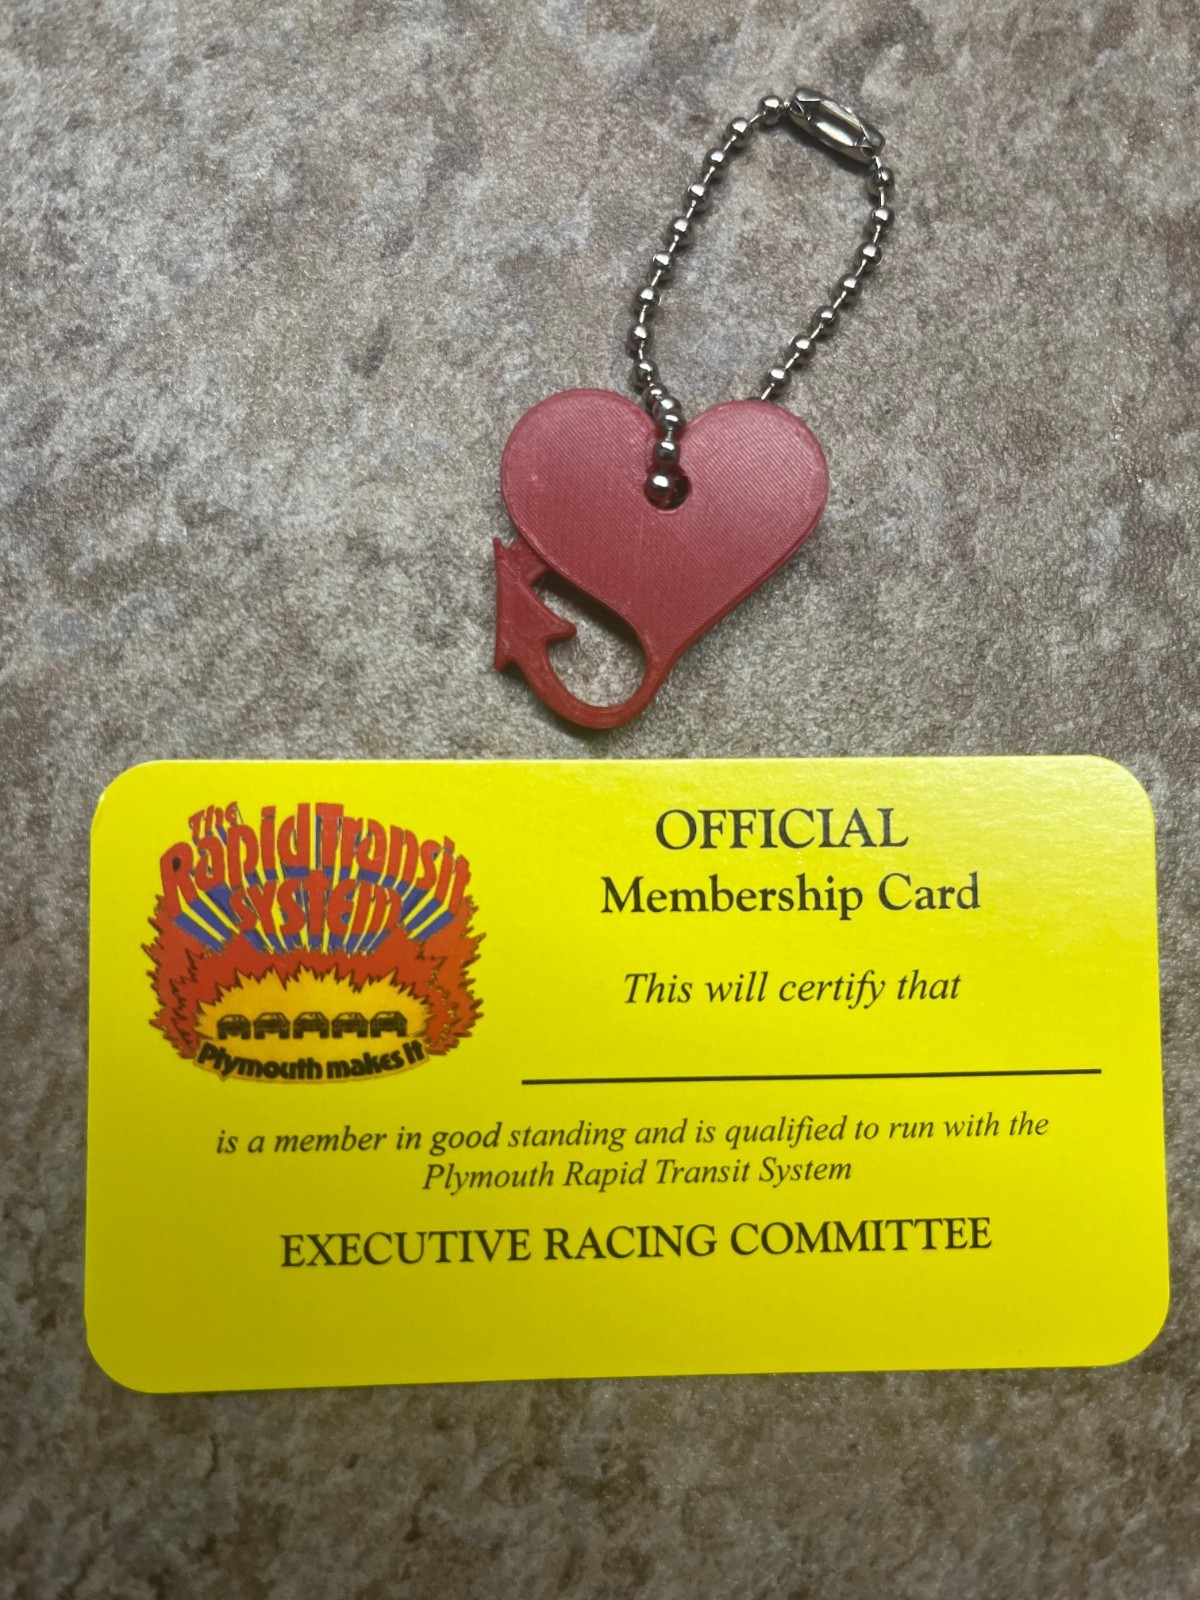 The
Rapid Transit
SYSTEM
Plymouth makes it
OFFICIAL
Membership Card
This will certify that
is a member in good standing and is qualified to run with the
Plymouth Rapid Transit System
EXECUTIVE RACING COMMITTEE